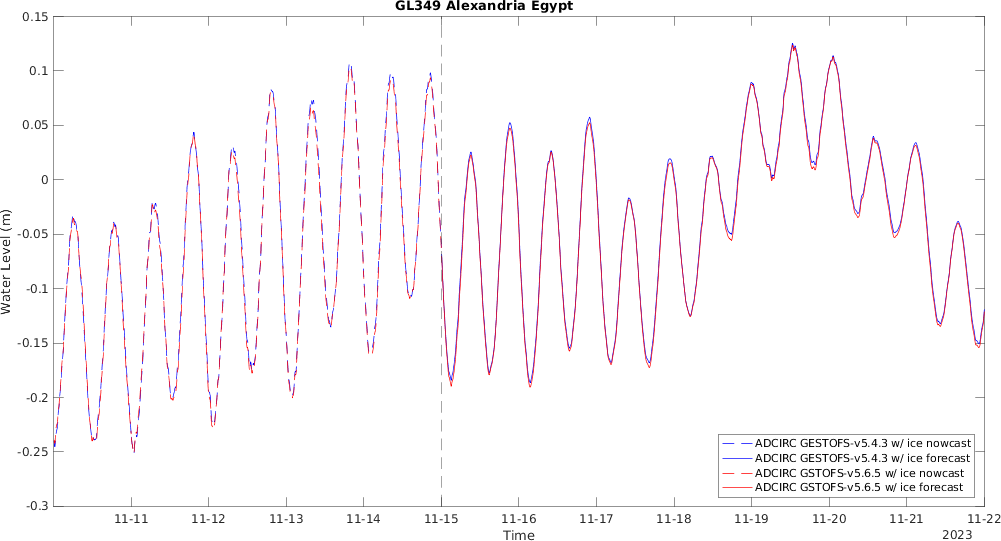 GL349 Alexandria Egypt
0.15
0.1
0.05
0
-0.05
-0.1
-0.15
-0.2
-0.25
-0.3
Water Level (m)
ADCIRC GESTOFS-v5.4.3 w/ ice nowcast
ADCIRC GESTOFS-v5.4.3 w/ ice forecast
ADCIRC GSTOFS-v5.6.5 w/ ice nowcast
ADCIRC GSTOFS-v5.6.5 w/ ice forecast
11-11 11-12 11-13 11-14 11-15 11-16 11-17 11-18 11-19 11-20 11-21 11-22
Time
2023